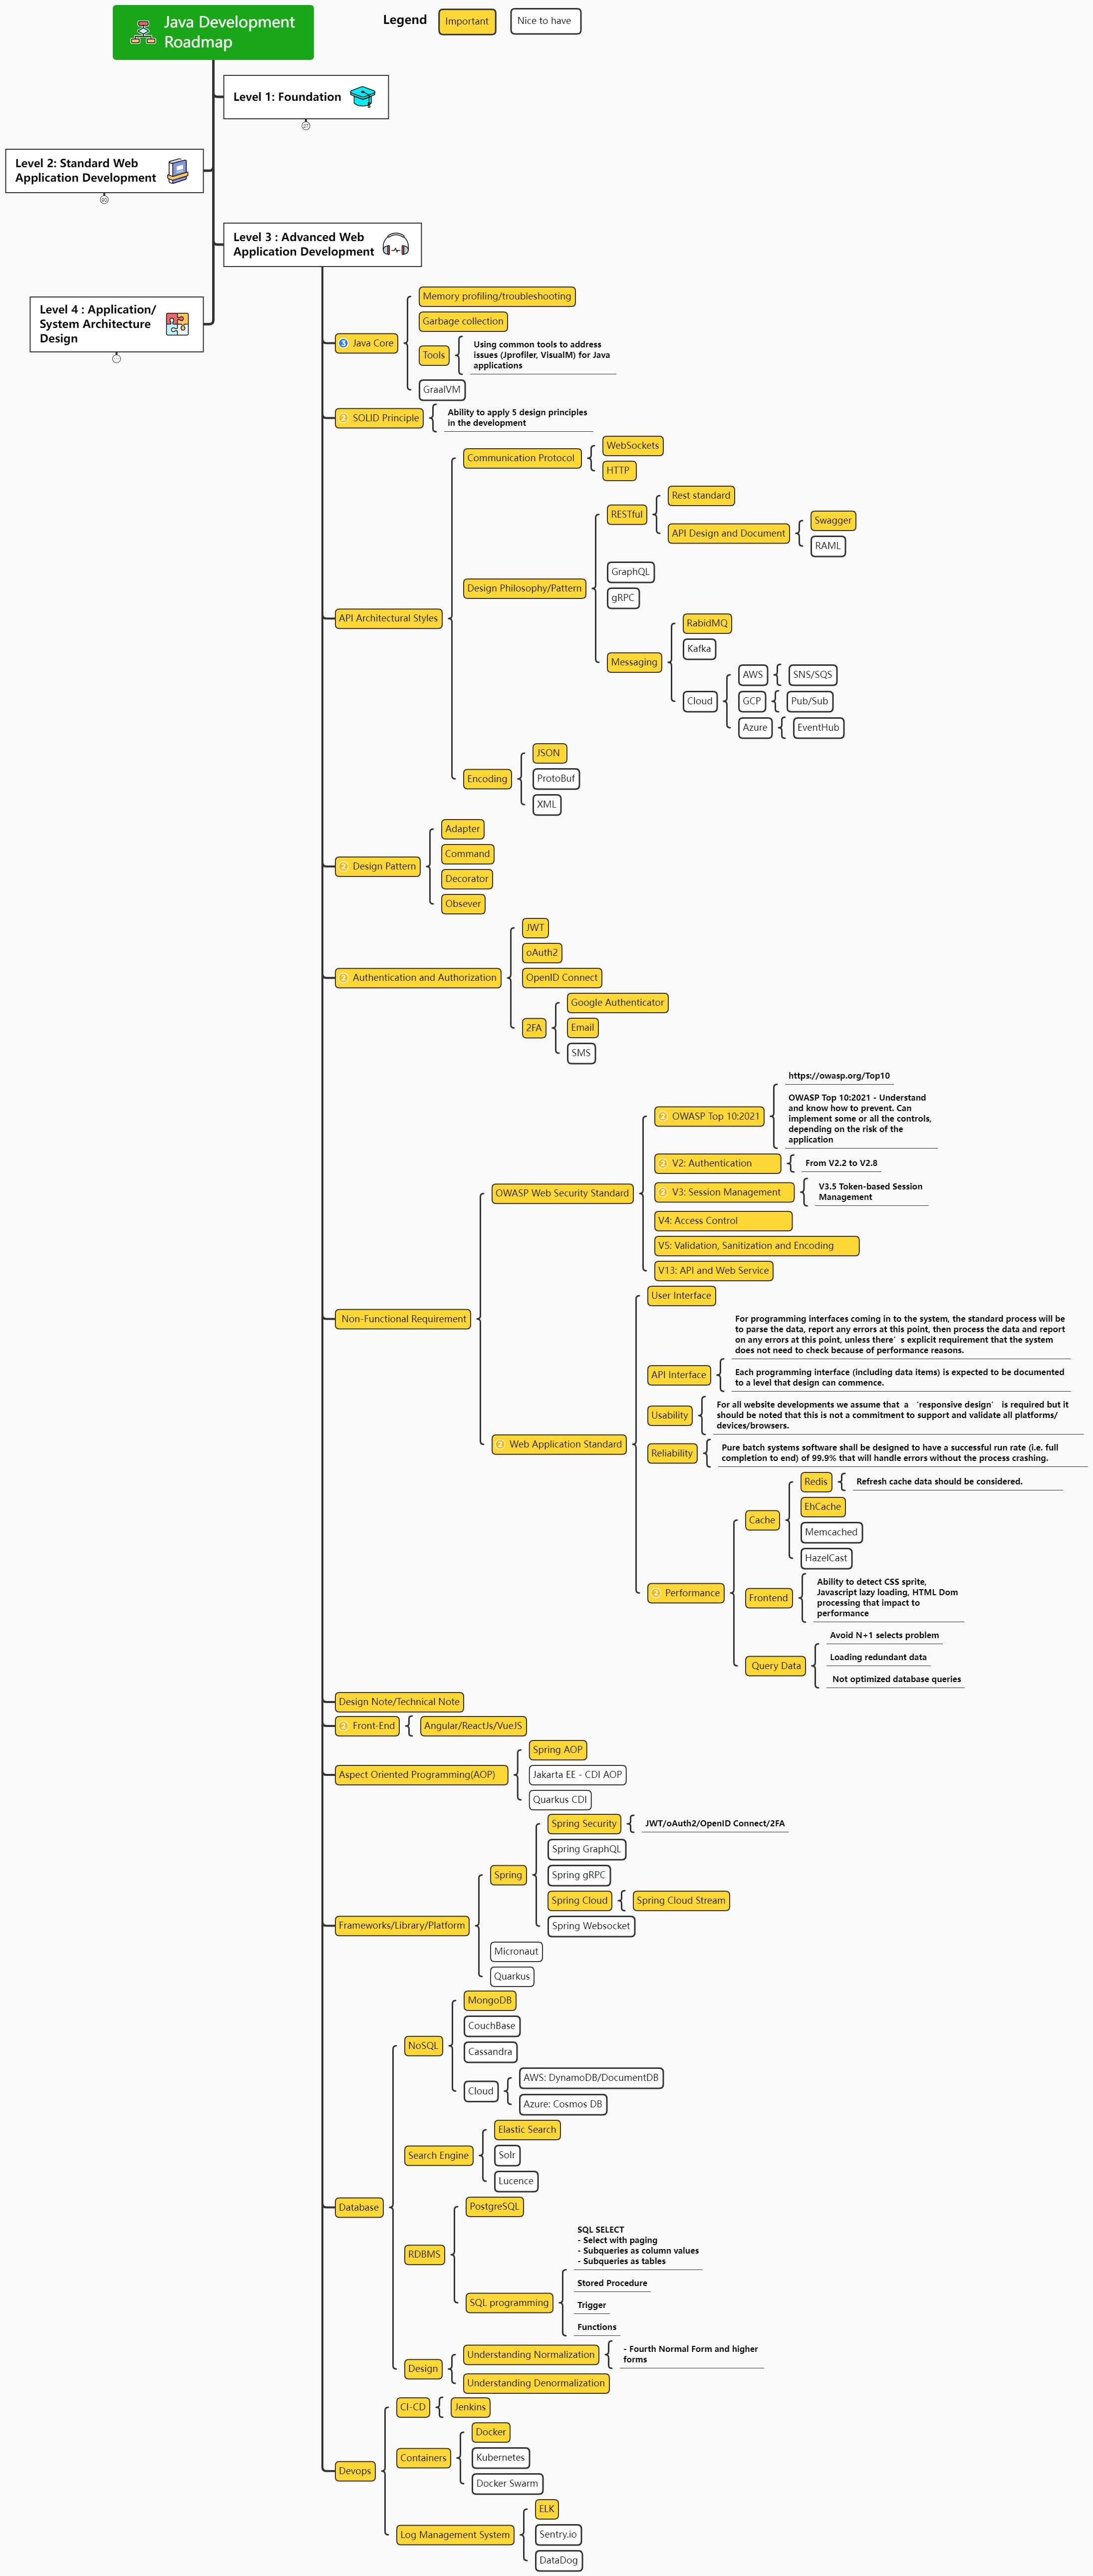 Java Development
Roadmap
Legend
Important
Nice to have
Level 1: Foundation
27
Level 2: Standard Web
Application Development
Level 3 : Advanced Web
Application Development
Level 4 : Application/
System Architecture
Design
3 Java Core
Memory profiling/troubleshooting
Garbage collection
Tools
Using common tools to address
issues (Jprofiler, VisualM) for Java
applications
GraalVM
2 SOLID Principle
Ability to apply 5 design principles
in the development
API Architectural Styles
Communication Protocol
WebSockets
HTTP
Design Philosophy/Pattern
RESTful
Rest standard
API Design and Document
Swagger
RAML
GraphQL
gRPC
Messaging
RabidMQ
Kafka
Cloud
AWS
SNS/SQS
GCP
Pub/Sub
Azure
EventHub
Encoding
JSON
ProtoBuf
XML
2 Design Pattern
Adapter
Command
Decorator
Obsever
2 Authentication and Authorization
JWT
oAuth2
OpenID Connect
2FA
Google Authenticator
Email
SMS
Non-Functional Requirement
OWASP Web Security Standard
2 OWASP Top 10:2021
https://owasp.org/Top10
OWASP Top 10:2021 - Understand
and know how to prevent. Can
implement some or all the controls,
depending on the risk of the
application
2 V2: Authentication
From V2.2 to V2.8
2 V3: Session Management
V3.5 Token-based Session
Management
V4: Access Control
V5: Validation, Sanitization and Encoding
V13: API and Web Service
2 Web Application Standard
User Interface
API Interface
For programming interfaces coming in to the system, the standard process will be
to parse the data, report any errors at this point, then process the data and report
on any errors at this point, unless there’s explicit requirement that the system
does not need to check because of performance reasons.
Each programming interface (including data items) is expected to be documented
to a level that design can commence.
Usability
For all website developments we assume that a ‘responsive design’ is required but it
should be noted that this is not a commitment to support and validate all platforms/
devices/browsers.
Reliability
Pure batch systems software shall be designed to have a successful run rate (i.e. full
completion to end) of 99.9% that will handle errors without the process crashing.
2 Performance
Cache
Redis
Refresh cache data should be considered.
EhCache
Memcached
HazelCast
Frontend
Ability to detect CSS sprite,
Javascript lazy loading, HTML Dom
processing that impact to
performance
Query Data
Avoid N+1 selects problem
Loading redundant data
Not optimized database queries
Design Note/Technical Note
2 Front-End
Angular/ReactJs/VueJS
Aspect Oriented Programming(AOP)
Spring AOP
Jakarta EE - CDI AOP
Quarkus CDI
Frameworks/Library/Platform
Spring
Spring Security
JWT/oAuth2/OpenID Connect/2FA
Spring GraphQL
Spring gRPC
Spring Cloud
Spring Cloud Stream
Spring Websocket
Micronaut
Quarkus
Database
NoSQL
MongoDB
CouchBase
Cassandra
Cloud
AWS: DynamoDB/DocumentDB
Azure: Cosmos DB
Search Engine
Elastic Search
Solr
Lucence
RDBMS
PostgreSQL
SQL programming
SQL SELECT
- Select with paging
- Subqueries as column values
- Subqueries as tables
Stored Procedure
Trigger
Functions
Design
Understanding Normalization
- Fourth Normal Form and higher
forms
Understanding Denormalization
Devops
CI-CD
Jenkins
Containers
Docker
Kubernetes
Docker Swarm
Log Management System
ELK
Sentry.io
DataDog